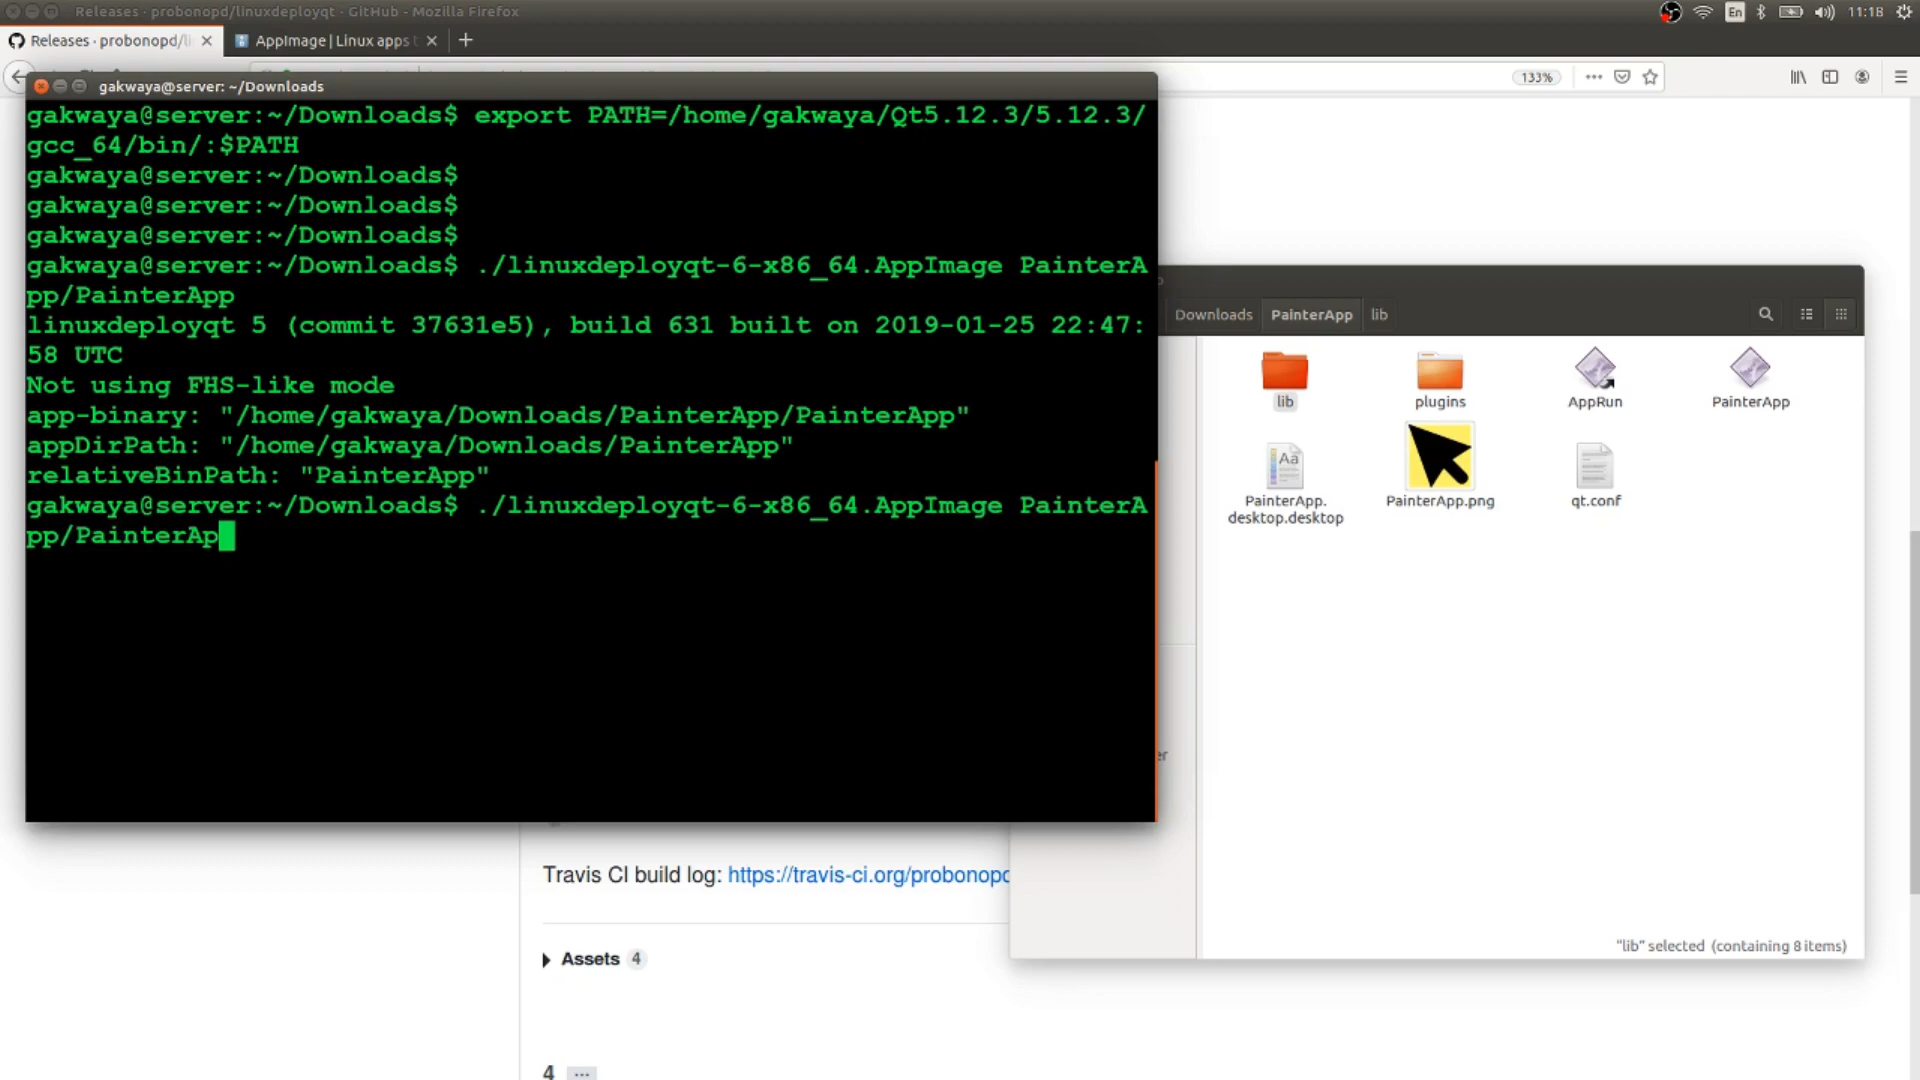 Releases · probonopd/linuxdeployqt · GitHub - Mozilla Firefox
En
11:18
Releases · probonopd/li
AppImage | Linux apps t
133%
gakwaya@server: ~/Downloads
gakwaya@server:~/Downloads$ export PATH=/home/gakwaya/Qt5.12.3/5.12.3/
gcc_64/bin/:$PATH
gakwaya@server:~/Downloads$
gakwaya@server:~/Downloads$
gakwaya@server:~/Downloads$
gakwaya@server:~/Downloads$ ./linuxdeployqt-6-x86_64.AppImage PainterA
pp/PainterApp
linuxdeployqt 5 (commit 37631e5), build 631 built on 2019-01-25 22:47:
58 UTC
Not using FHS-like mode
app-binary: "/home/gakwaya/Downloads/PainterApp/PainterApp"
appDirPath: "/home/gakwaya/Downloads/PainterApp"
relativeBinPath: "PainterApp"
gakwaya@server:~/Downloads$ ./linuxdeployqt-6-x86_64.AppImage PainterA
pp/PainterAp
Downloads
PainterApp
lib
lib
plugins
AppRun
PainterApp
Aa
PainterApp.
desktop.desktop
PainterApp.png
qt.conf
er
"lib" selected (containing 8 items)
Travis CI build log: https://travis-ci.org/probonopd
Assets 4
4 ...